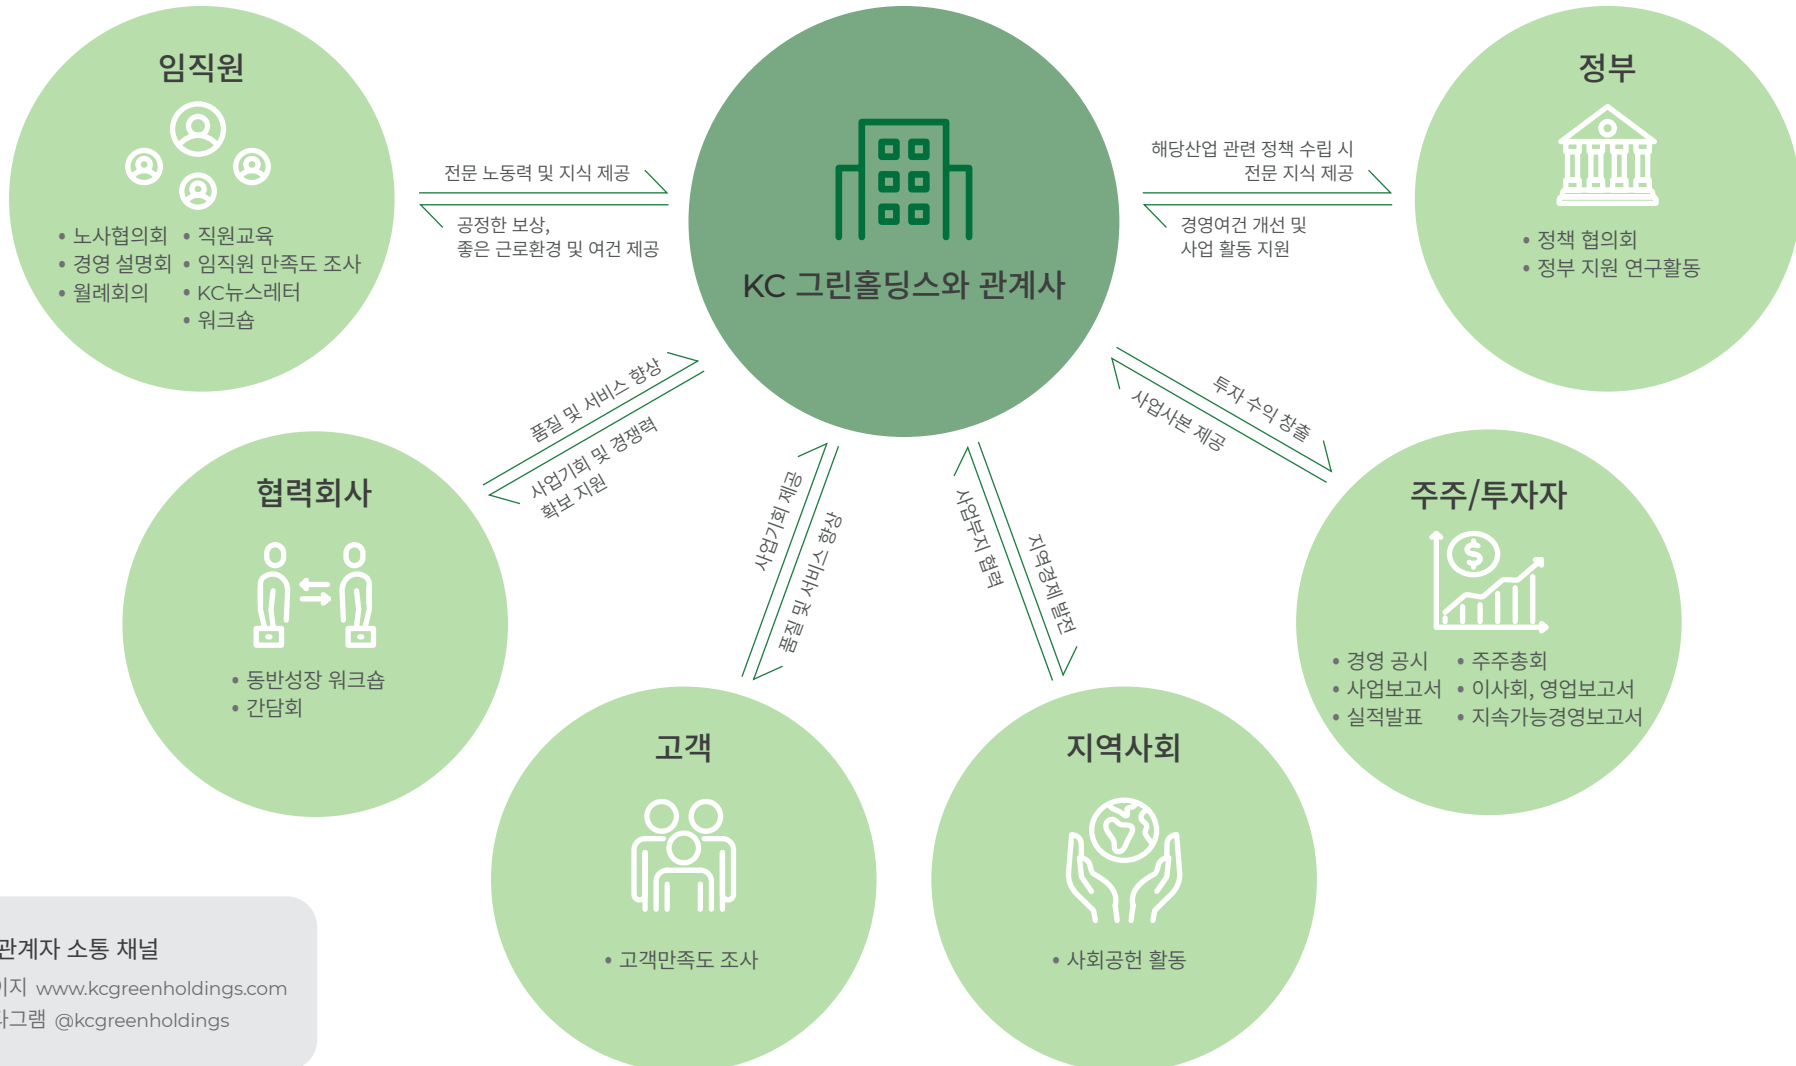 임직원
• 노사협의회
• 경영 설명회
• 월례회의
• 직원교육
• 임직원 만족도 조사
• KC뉴스레터
• 워크숍
전문 노동력 및 지식 제공
공정한 보상,
좋은 근로환경 및 여건 제공
KC 그린홀딩스와 관계사
해당산업 관련 정책 수립 시
전문 지식 제공
경영여건 개선 및
사업 활동 지원
정부
• 정책 협의회
• 정부 지원 연구활동
품질 및 서비스 향상
사업기회 및 경쟁력
확보 지원
사업기회 제공
품질 및 서비스 향상
사업부지 협력
지역경제 발전
투자 수익 창출
사업사본 제공
협력회사
• 동반성장 워크숍
• 간담회
주주/투자자
• 경영 공시
• 사업보고서
• 실적발표
• 주주총회
• 이사회, 영업보고서
• 지속가능경영보고서
고객
• 고객만족도 조사
지역사회
• 사회공헌 활동
관계자 소통 채널
이지 www.kcgreenholdings.com
그램 @kcgreenholdings